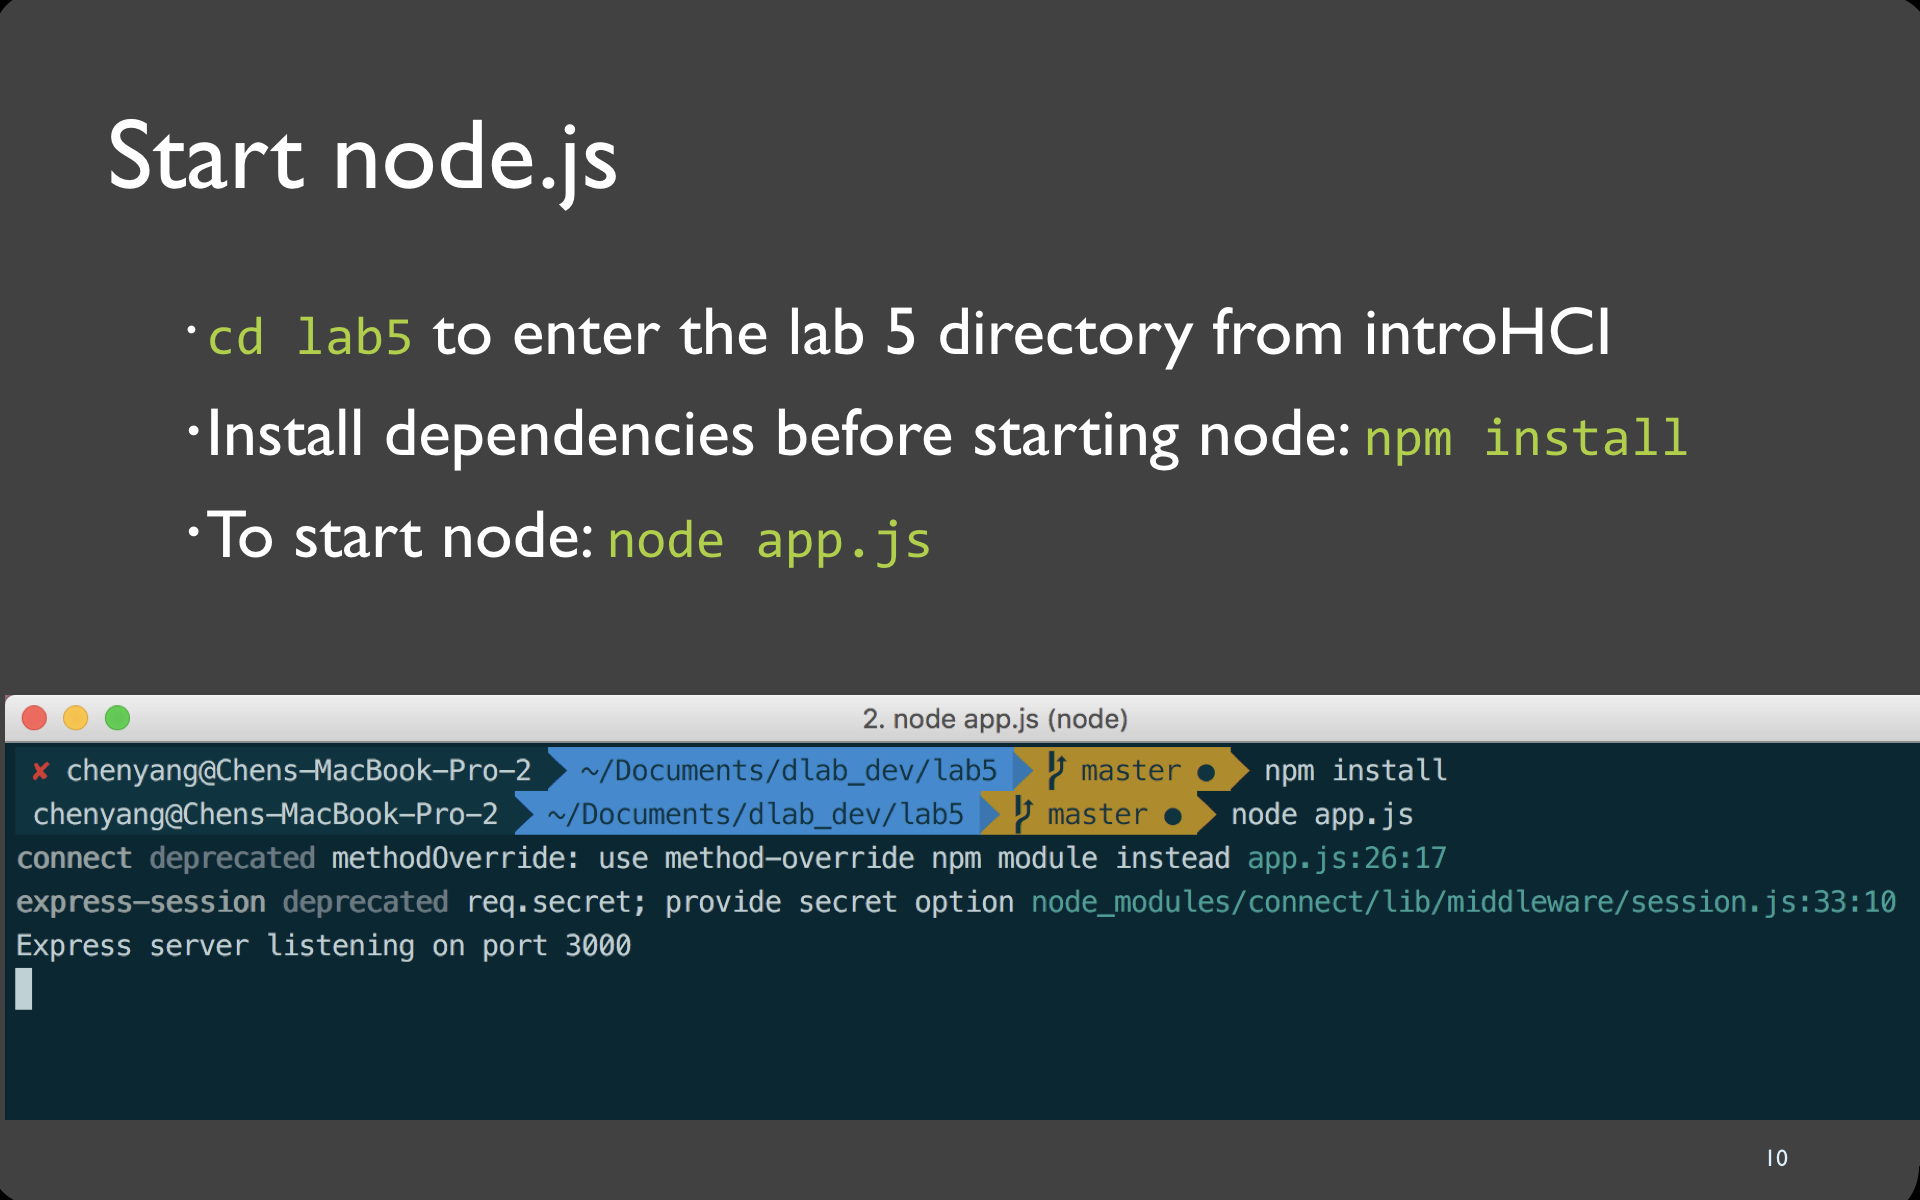 Start node.js
· cd lab5 to enter the lab 5 directory from introHCI
· Install dependencies before starting node: npm install
· To start node: node app.js
2. node app.js (node)
✘ chenyang@Chens-MacBook-Pro-2 ~/Documents/dlab_dev/lab5 master ● npm install
chenyang@Chens-MacBook-Pro-2 ~/Documents/dlab_dev/lab5 master ● node app.js
connect deprecated methodOverride: use method-override npm module instead app.js:26:17
express-session deprecated req.secret; provide secret option node_modules/connect/lib/middleware/session.js:33:10
Express server listening on port 3000
10